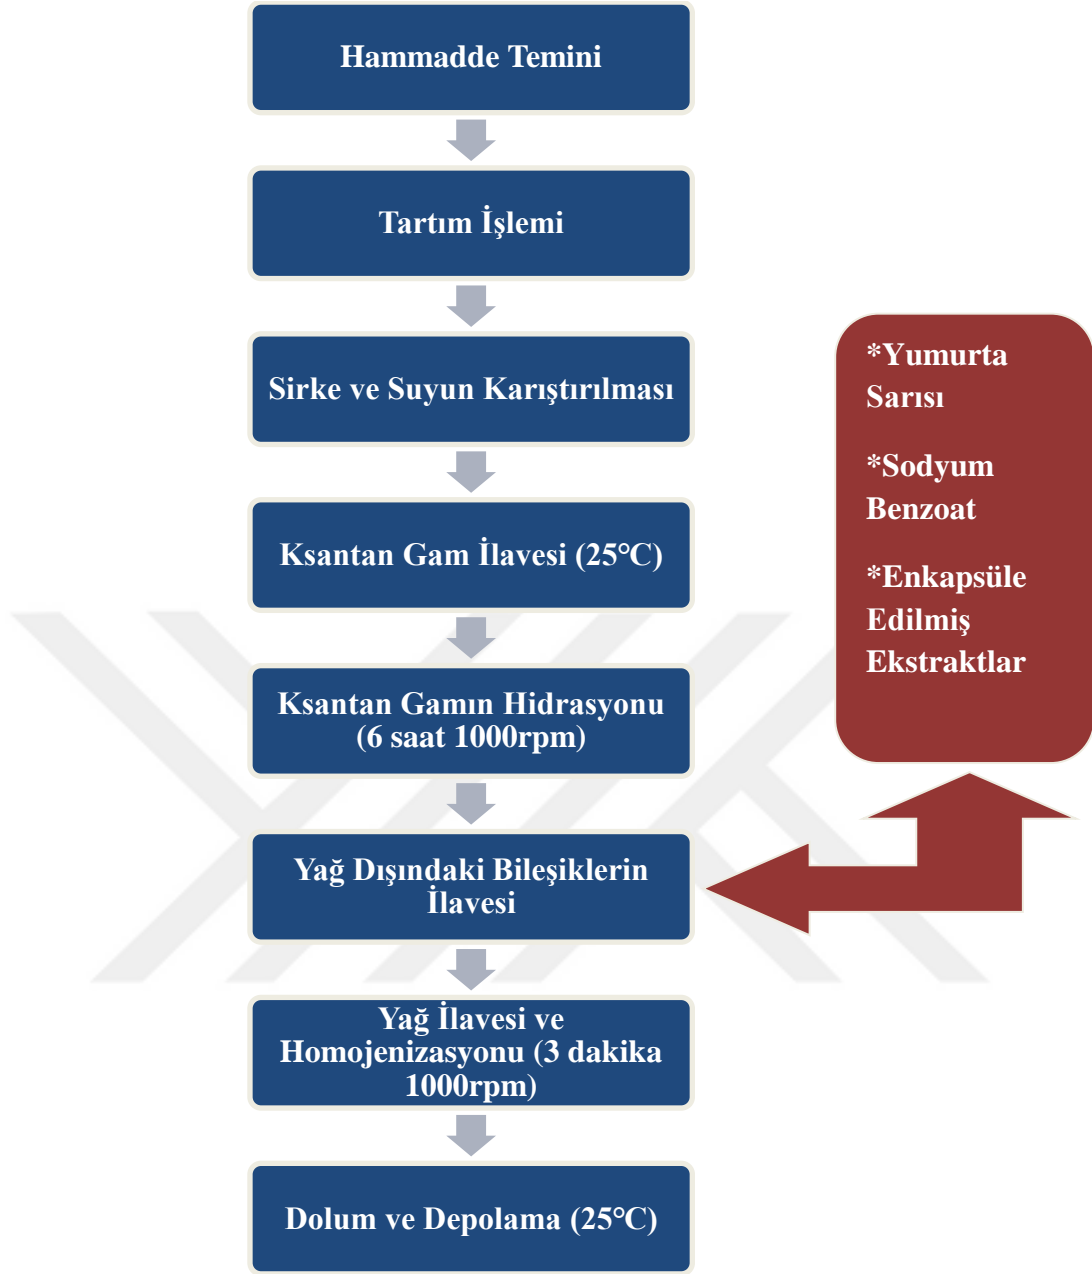 Hammadde Temini
Tartım İşlemi
Sirke ve Suyun Karıştırılması
Ksantan Gam İlavesi (25°C)
Ksantan Gamın Hidrasyonu
(6 saat 1000rpm)
Yağ Dışındaki Bileşiklerin
İlavesi
Yağ İlavesi ve
Homojenizasyonu (3 dakika
1000rpm)
Dolum ve Depolama (25°C)
*Yumurta
Sarısı
*Sodyum
Benzoat
*Enkapsüle
Edilmiş
Ekstraktlar